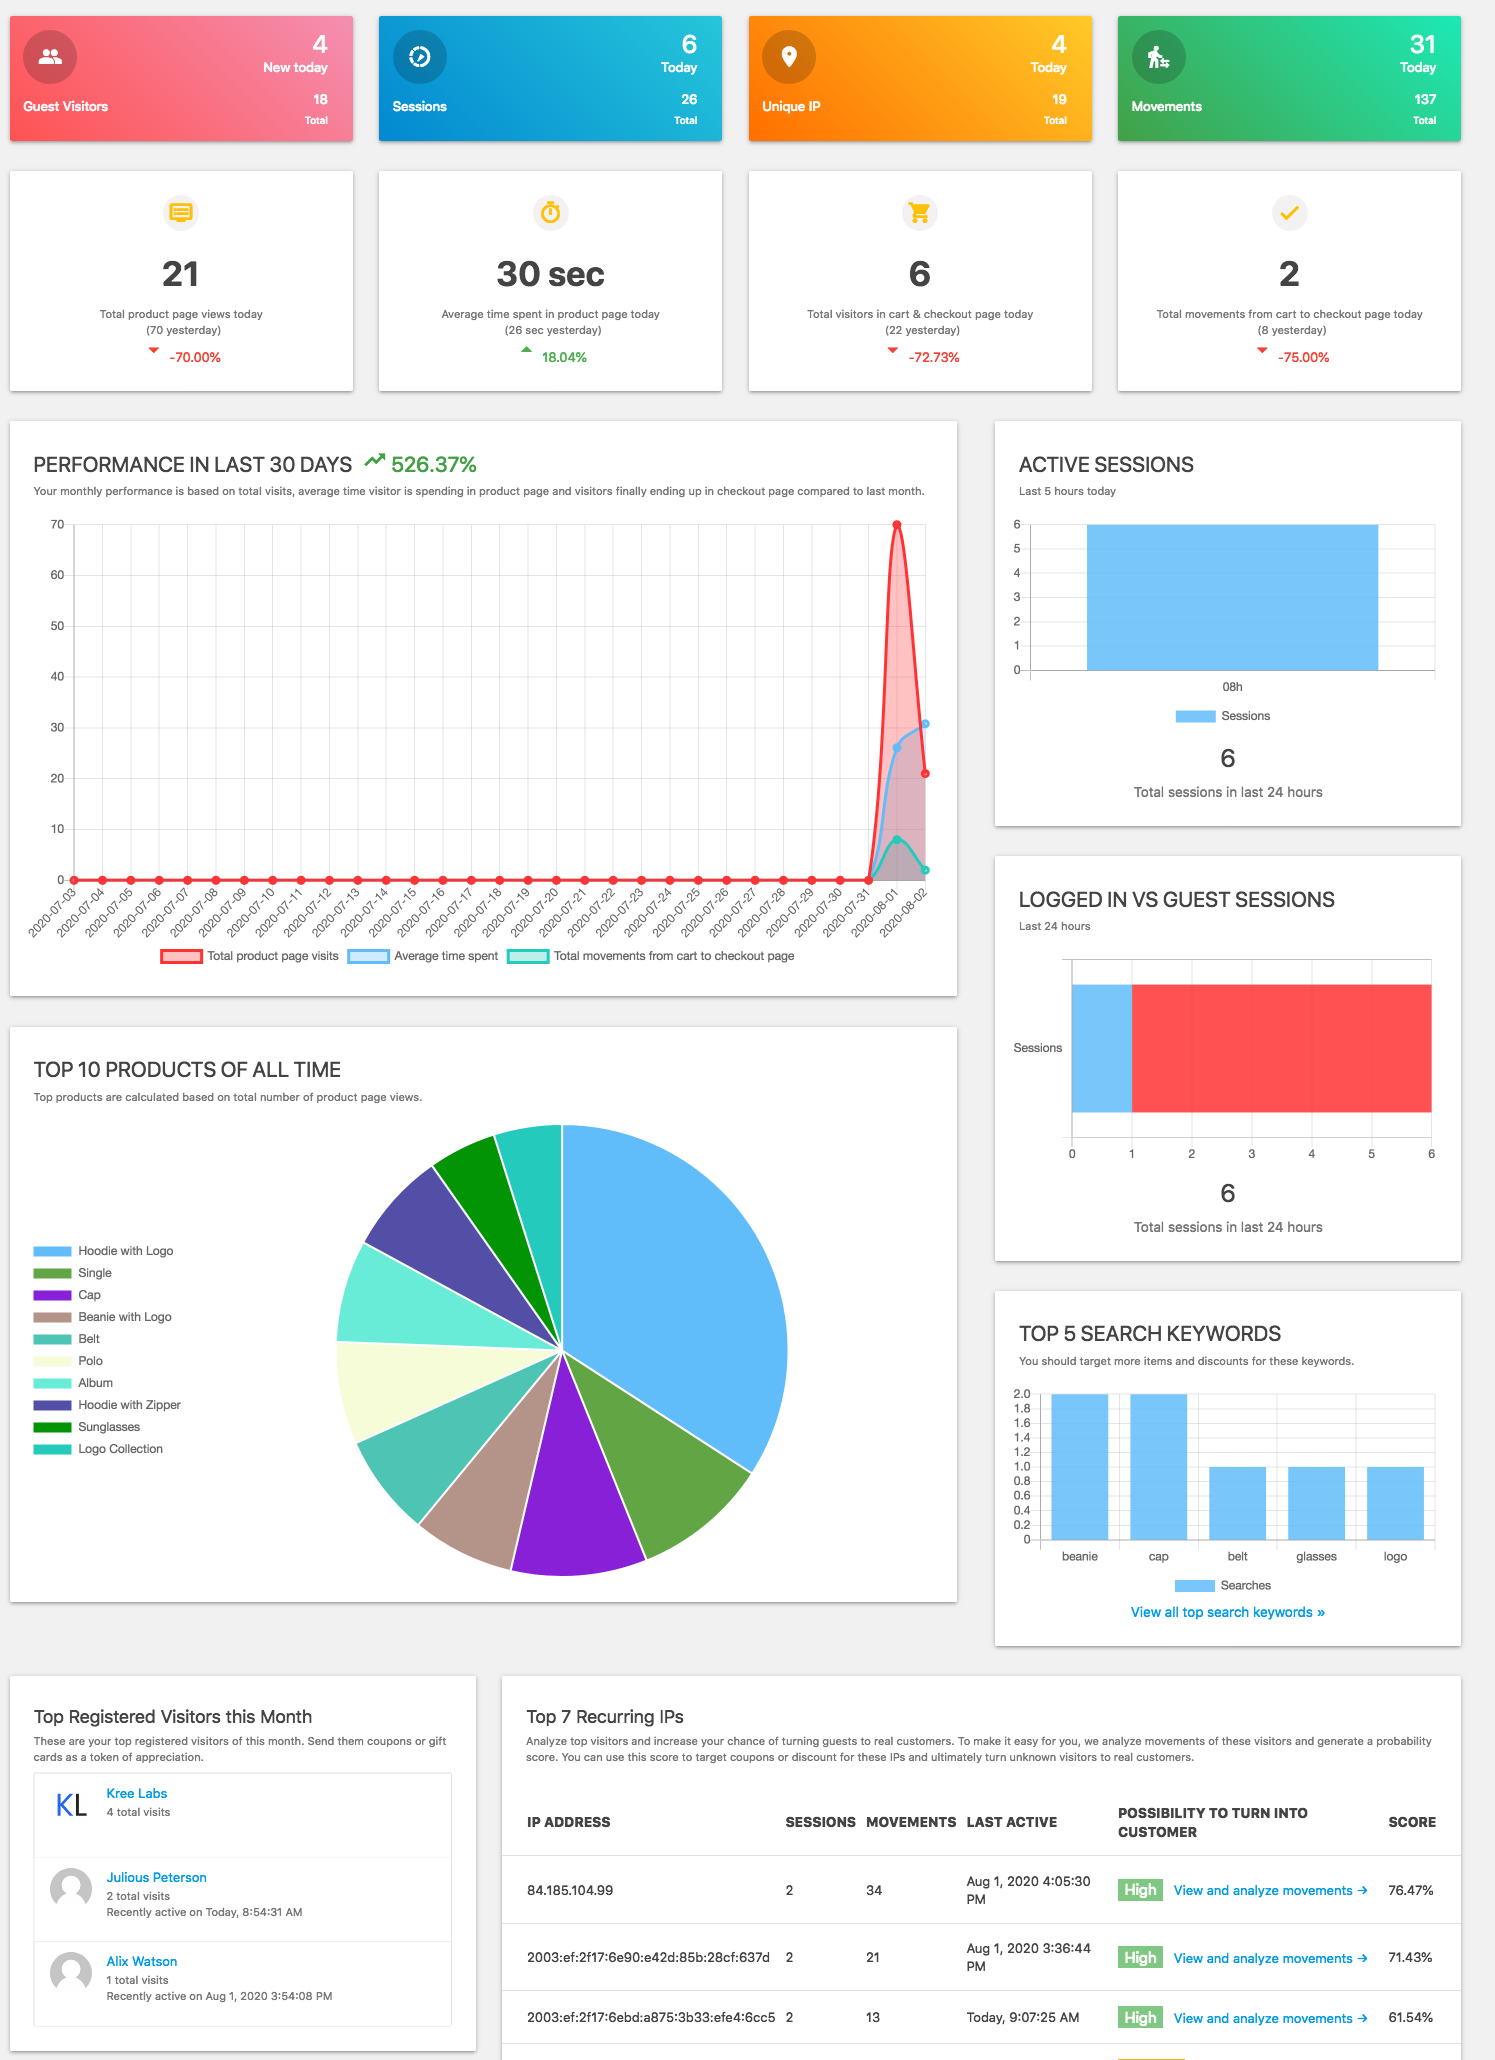 4
New today
Guest Visitors
18
Total
6
Today
Sessions
26
Total
4
Today
Unique IP
19
Total
31
Today
Movements
137
Total
21
Total product page views today
(70 yesterday)
-70.00%
30 sec
Average time spent in product page today
(26 sec yesterday)
18.04%
6
Total visitors in cart & checkout page today
(22 yesterday)
-72.73%
2
Total movements from cart to checkout page today
(8 yesterday)
-75.00%
PERFORMANCE IN LAST 30 DAYS 526.37%
Your monthly performance is based on total visits, average time visitor is spending in product page and visitors finally ending up in checkout page compared to last month.
70
60
50
40
30
20
10
0
2020-07-03
2020-07-04
2020-07-05
2020-07-06
2020-07-07
2020-07-08
2020-07-09
2020-07-10
2020-07-11
2020-07-12
2020-07-13
2020-07-14
2020-07-15
2020-07-16
2020-07-17
2020-07-18
2020-07-19
2020-07-20
2020-07-21
2020-07-22
2020-07-23
2020-07-24
2020-07-25
2020-07-26
2020-07-27
2020-07-28
2020-07-29
2020-07-30
2020-07-31
2020-08-01
2020-08-02
Total product page visits Average time spent Total movements from cart to checkout page
ACTIVE SESSIONS
Last 5 hours today
6
5
4
3
2
1
0
08h
Sessions
6
Total sessions in last 24 hours
LOGGED IN VS GUEST SESSIONS
Last 24 hours
Sessions
0 1 2 3 4 5 6
6
Total sessions in last 24 hours
TOP 10 PRODUCTS OF ALL TIME
Top products are calculated based on total number of product page views.
Hoodie with Logo
Single
Cap
Beanie with Logo
Belt
Polo
Album
Hoodie with Zipper
Sunglasses
Logo Collection
TOP 5 SEARCH KEYWORDS
You should target more items and discounts for these keywords.
2.0
1.8
1.6
1.4
1.2
1.0
0.8
0.6
0.4
0.2
0
beanie cap belt glasses logo
Searches
View all top search keywords »
Top Registered Visitors this Month
These are your top registered visitors of this month. Send them coupons or gift
cards as a token of appreciation.
KL
Kree Labs
4 total visits
Julious Peterson
2 total visits
Recently active on Today, 8:54:31 AM
Alix Watson
1 total visits
Recently active on Aug 1, 2020 3:54:08 PM
Top 7 Recurring IPs
Analyze top visitors and increase your chance of turning guests to real customers. To make it easy for you, we analyze movements of these visitors and generate a probability
score. You can use this score to target coupons or discount for these IPs and ultimately turn unknown visitors to real customers.
IP ADDRESS SESSIONS MOVEMENTS LAST ACTIVE POSSIBILITY TO TURN INTO
CUSTOMER SCORE
84.185.104.99 2 34 Aug 1, 2020 4:05:30
PM High View and analyze movements → 76.47%
2003:ef:2f17:6e90:e42d:85b:28cf:637d 2 21 Aug 1, 2020 3:36:44
PM High View and analyze movements → 71.43%
2003:ef:2f17:6ebd:a875:3b33:efe4:6cc5 2 13 Today, 9:07:25 AM High View and analyze movements → 61.54%